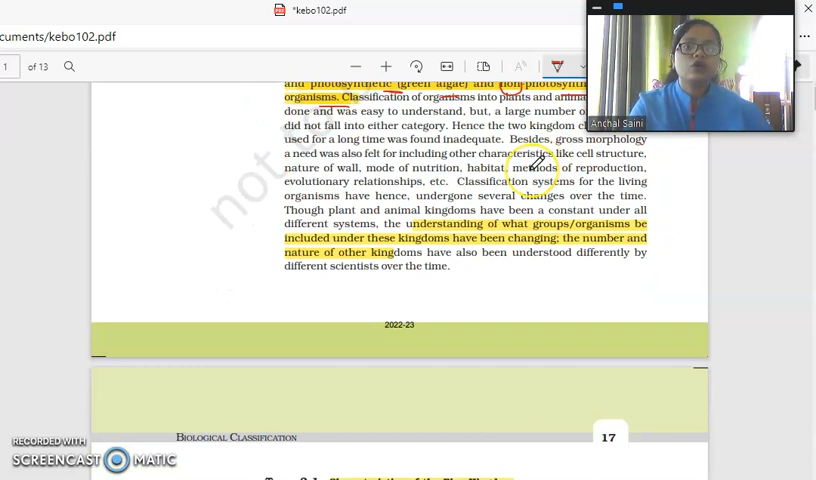 *kebo102.pdf
cuments/kebo102.pdf
1 of 13
and photosynthetic (green algae) and non-photosynth
organisms. Classification of organisms into plants and anima
done and was easy to understand, but, a large number of
did not fall into either category. Hence the two kingdom
used for a long time was found inadequate. Besides, gross morphology
a need was also felt for including other characteristics like cell structure,
nature of wall, mode of nutrition, habitat, methods of reproduction,
evolutionary relationships, etc. Classification systems for the living
organisms have hence, undergone several changes over the time.
Though plant and animal kingdoms have been a constant under all
different systems, the understanding of what groups/organisms be
included under these kingdoms have been changing; the number and
nature of other kingdoms have also been understood differently by
different scientists over the time.
not to
Anchal Saini
2022-23
BIOLOGICAL CLASSIFICATION
17
RECORDED WITH
SCREENCAST MATIC